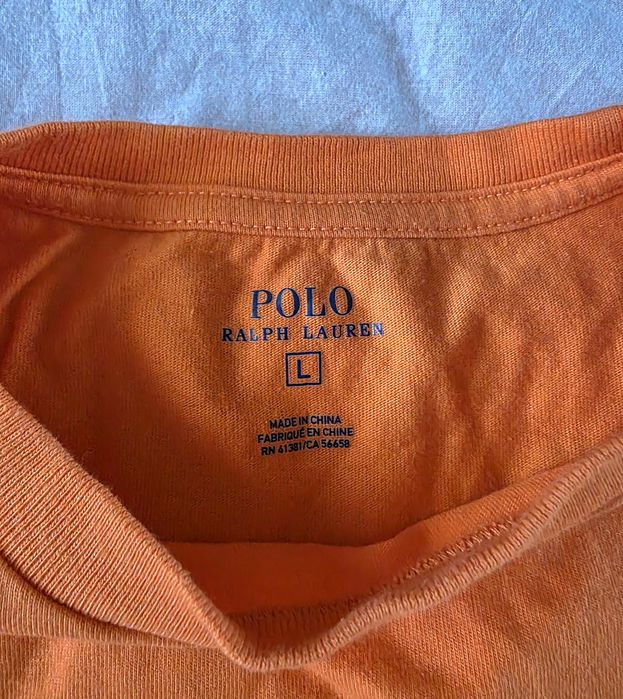 POLO
RALPH LAUREN
L
MADE IN CHINA
FABRIQUÉ EN CHINE
RN 41381/CA 56658